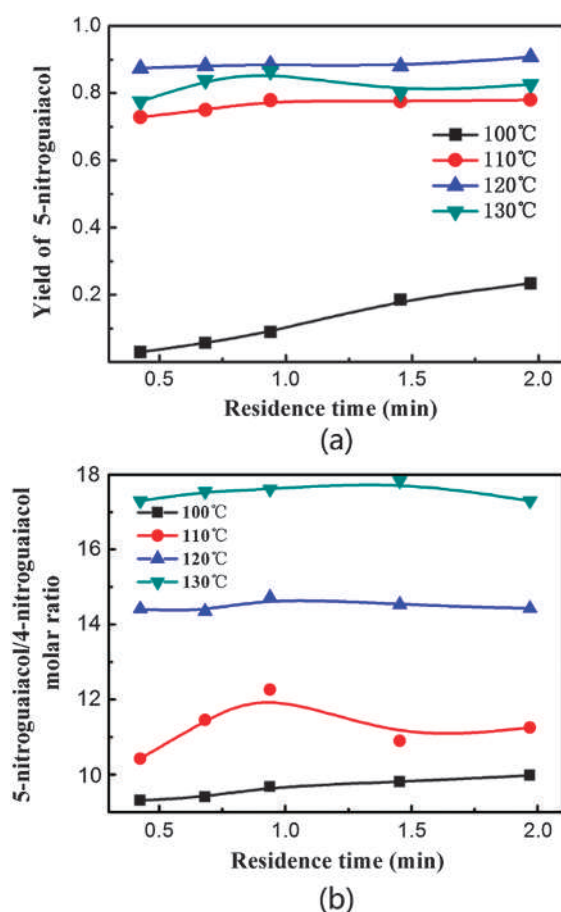 1.0
0.8
0.6
0.4
0.2
Yield of 5-nitroguaiacol
100℃
110℃
120℃
130℃
0.5 1.0 1.5 2.0
Residence time (min)
(a)
18
16
14
12
10
5-nitroguaiacol/4-nitroguaiacol
molar ratio
100℃
110℃
120℃
130℃
0.5 1.0 1.5 2.0
Residence time (min)
(b)